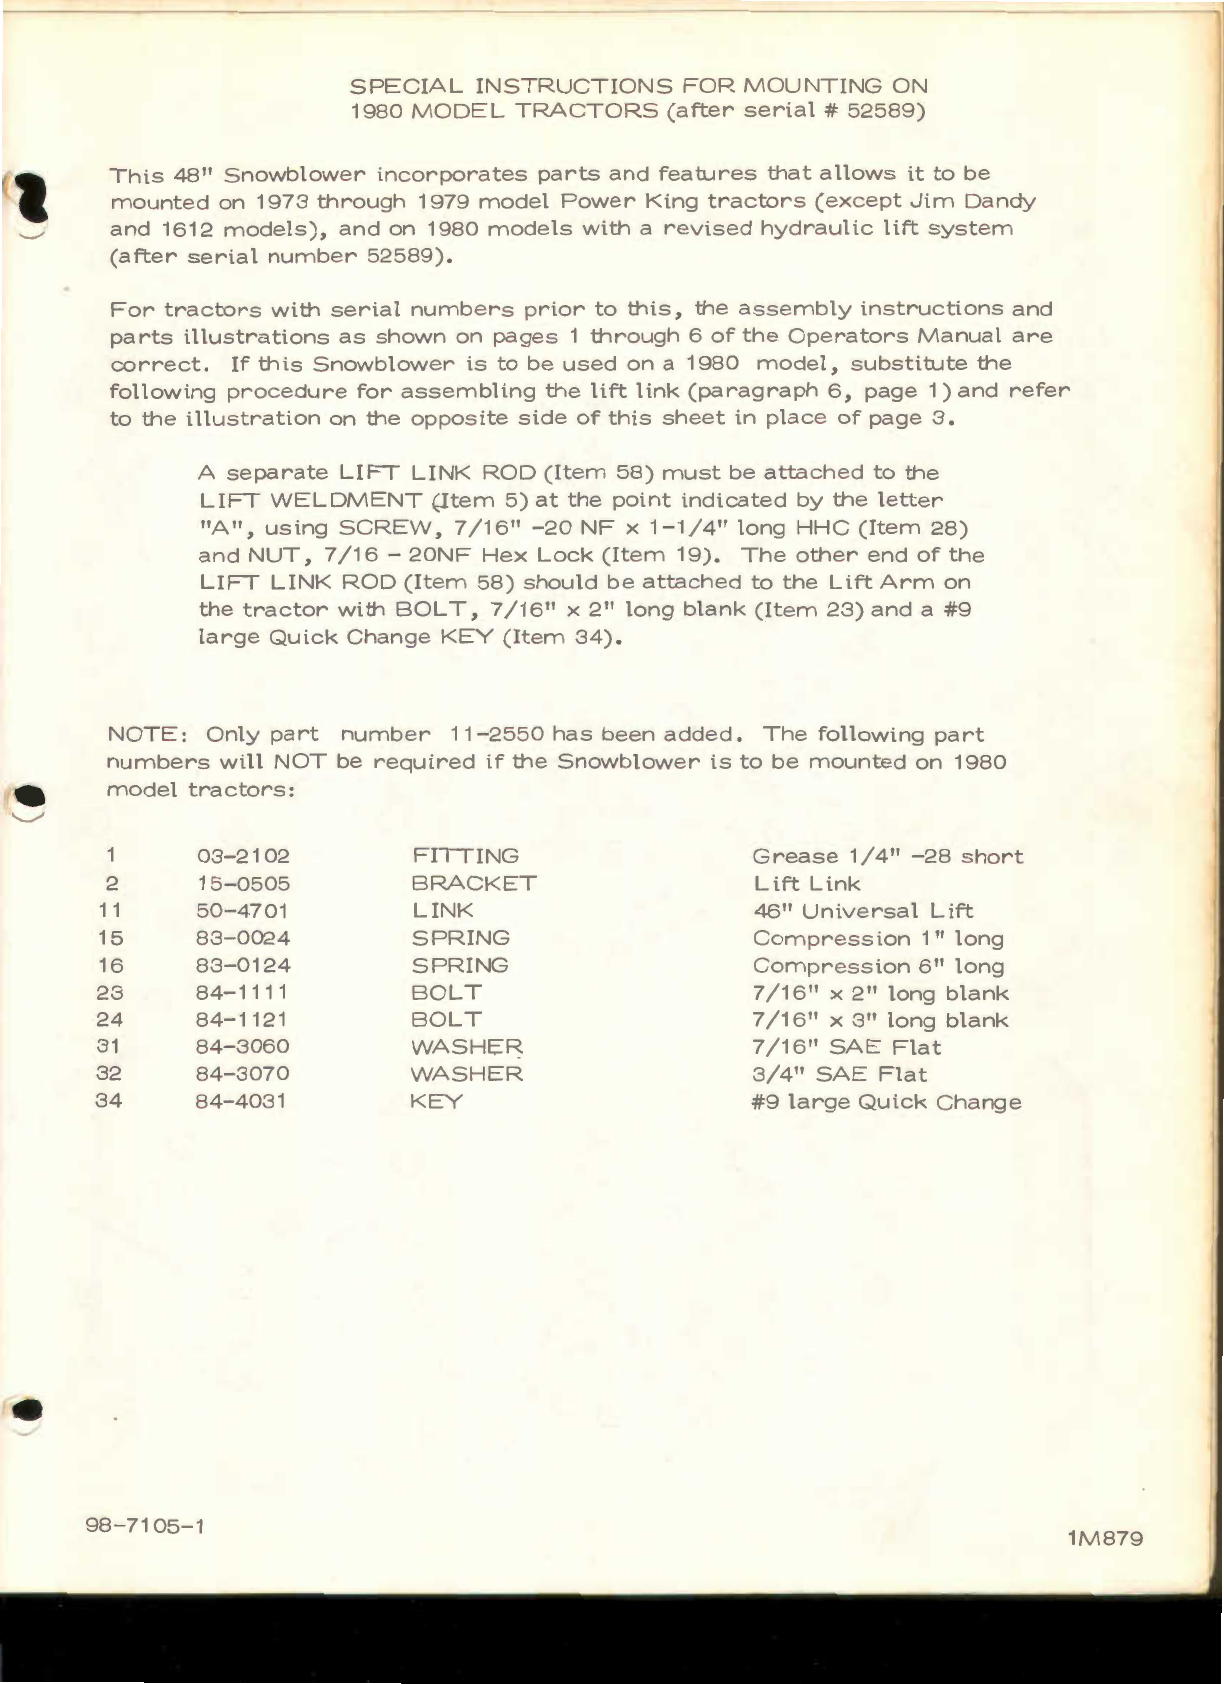 SPECIAL INSTRUCTIONS FOR MOUNTING ON
1980 MODEL TRACTORS (after serial # 52589)
This 48" Snowblower incorporates parts and features that allows it to be
mounted on 1973 through 1979 model Power King tractors (except Jim Dandy
and 1612 models), and on 1980 models with a revised hydraulic lift system
(after serial number 52589).
For tractors with serial numbers prior to this, the assembly instructions and
parts illustrations as shown on pages 1 through 6 of the Operators Manual are
correct. If this Snowblower is to be used on a 1980 model, substitute the
following procedure for assembling the lift link (paragraph 6, page 1) and refer
to the illustration on the opposite side of this sheet in place of page 3.
A separate LIFT LINK ROD (Item 58) must be attached to the
LIFT WELDMENT (Item 5) at the point indicated by the letter
"A", using SCREW, 7/16" -20 NF x 1-1/4" long HHC (Item 28)
and NUT, 7/16 - 20NF Hex Lock (Item 19). The other end of the
LIFT LINK ROD (Item 58) should be attached to the Lift Arm on
the tractor with BOLT, 7/16" x 2" long blank (Item 23) and a #9
large Quick Change KEY (Item 34).
NOTE: Only part number 11-2550 has been added. The following part
numbers will NOT be required if the Snowblower is to be mounted on 1980
model tractors:
1 03-2102 FITTING Grease 1/4" -28 short
2 15-0505 BRACKET Lift Link
11 50-4701 LINK 46" Universal Lift
15 83-0024 SPRING Compression 1" long
16 83-0124 SPRING Compression 6" long
23 84-1111 BOLT 7/16" x 2" long blank
24 84-1121 BOLT 7/16" x 3" long blank
31 84-3060 WASHER 7/16" SAE Flat
32 84-3070 WASHER 3/4" SAE Flat
34 84-4031 KEY #9 large Quick Change
98-7105-1
1M879